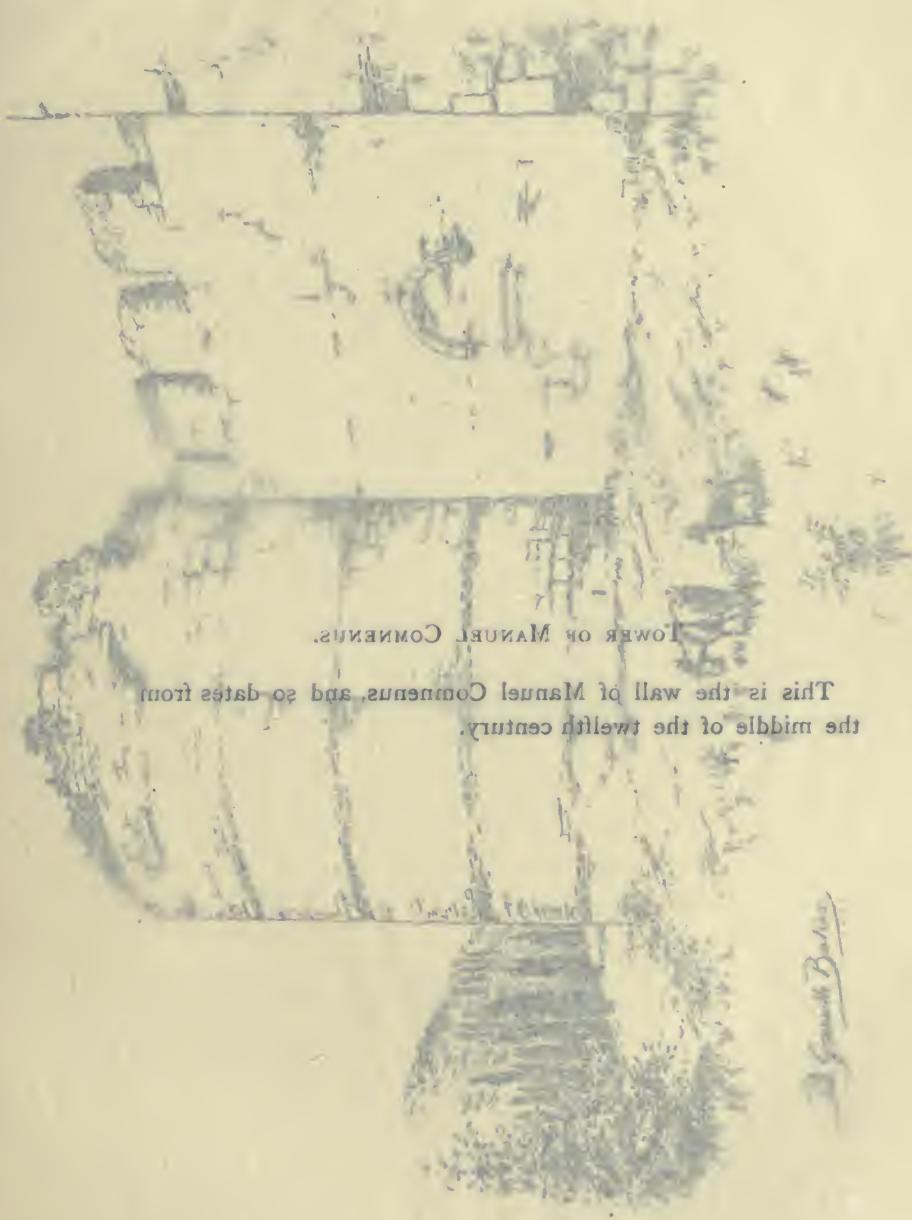 TOWER OF MANUEL COMNENUS.
This is the wall of Manuel Comnenus, and so dates from
the middle of the twelfth century.